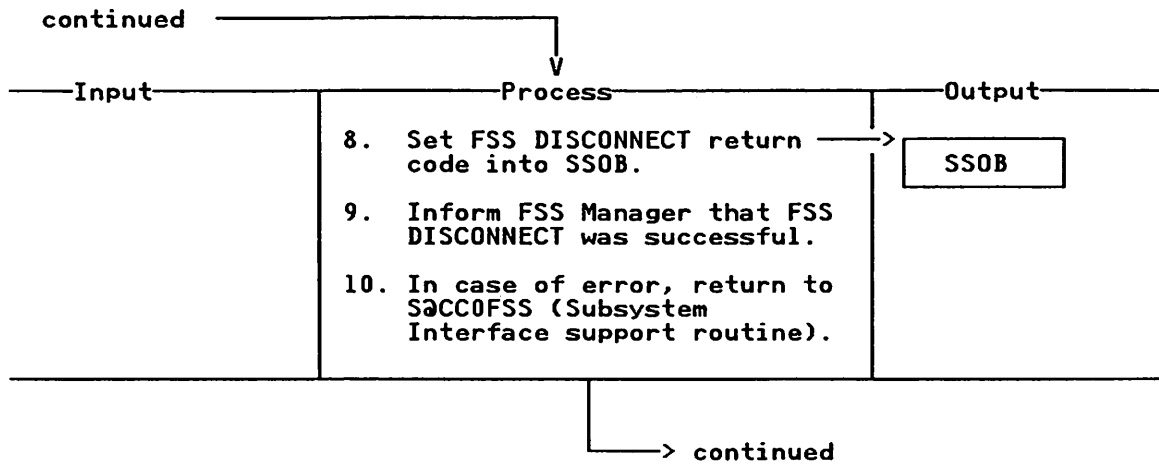 continued
Input
Process
Output
8. Set FSS DISCONNECT return
code into SSOB.
SSOB
9. Inform FSS Manager that FSS
DISCONNECT was successful.
10. In case of error, return to
S@CCOFSS (Subsystem
Interface support routine).
continued